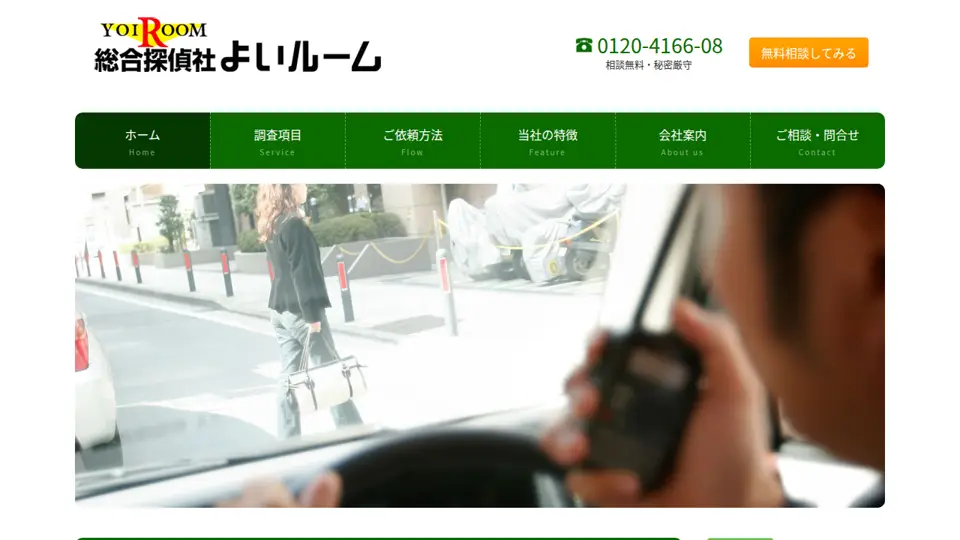 YOIROOM
総合探偵社よいルーム
0120-4166-08
相談無料・秘密厳守
無料相談してみる
ホーム
Home
調査項目
Service
ご依頼方法
Flow
当社の特徴
Feature
会社案内
About us
ご相談・問合せ
Contact